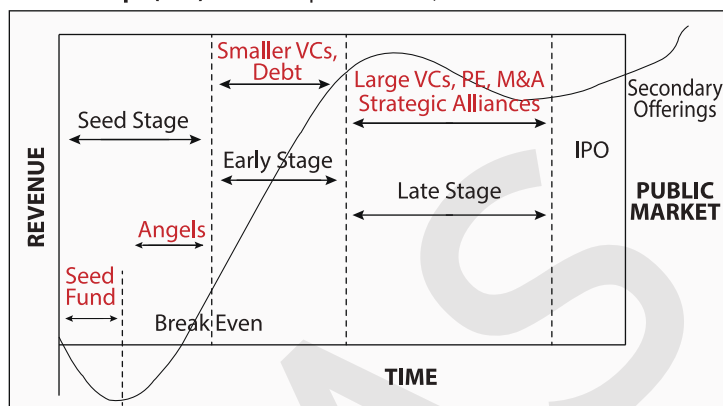 Smaller VCs,
Debt
Large VCs, PE, M&A
Strategic Alliances
Secondary
Offerings
Seed Stage
Early Stage
IPO
Late Stage
PUBLIC
MARKET
REVENUE
Angels
Seed
Fund
Break Even
TIME